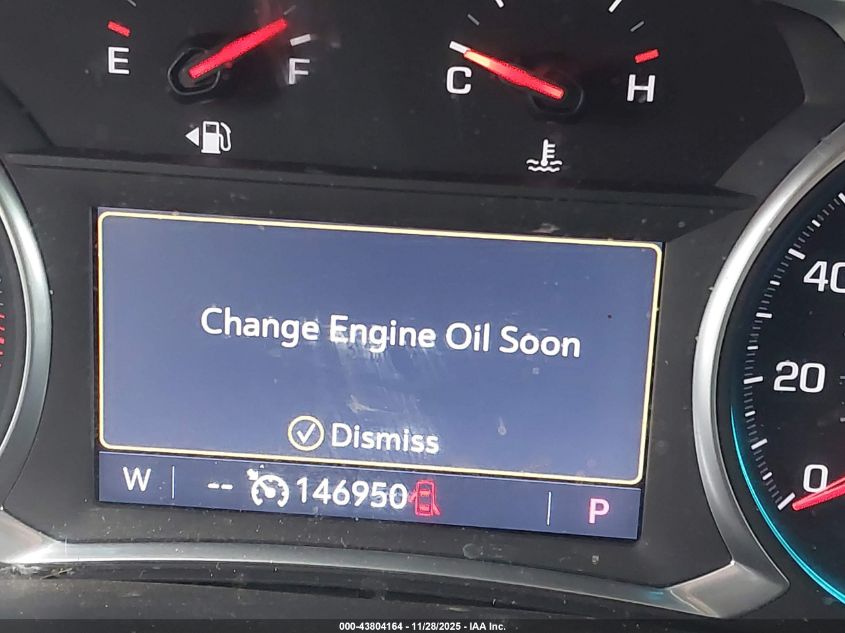 E F C H
40
Change Engine Oil Soon
20
Dismiss
W -- 146950 P
0
000-43804164 - 11/28/2025 - IAA Inc.